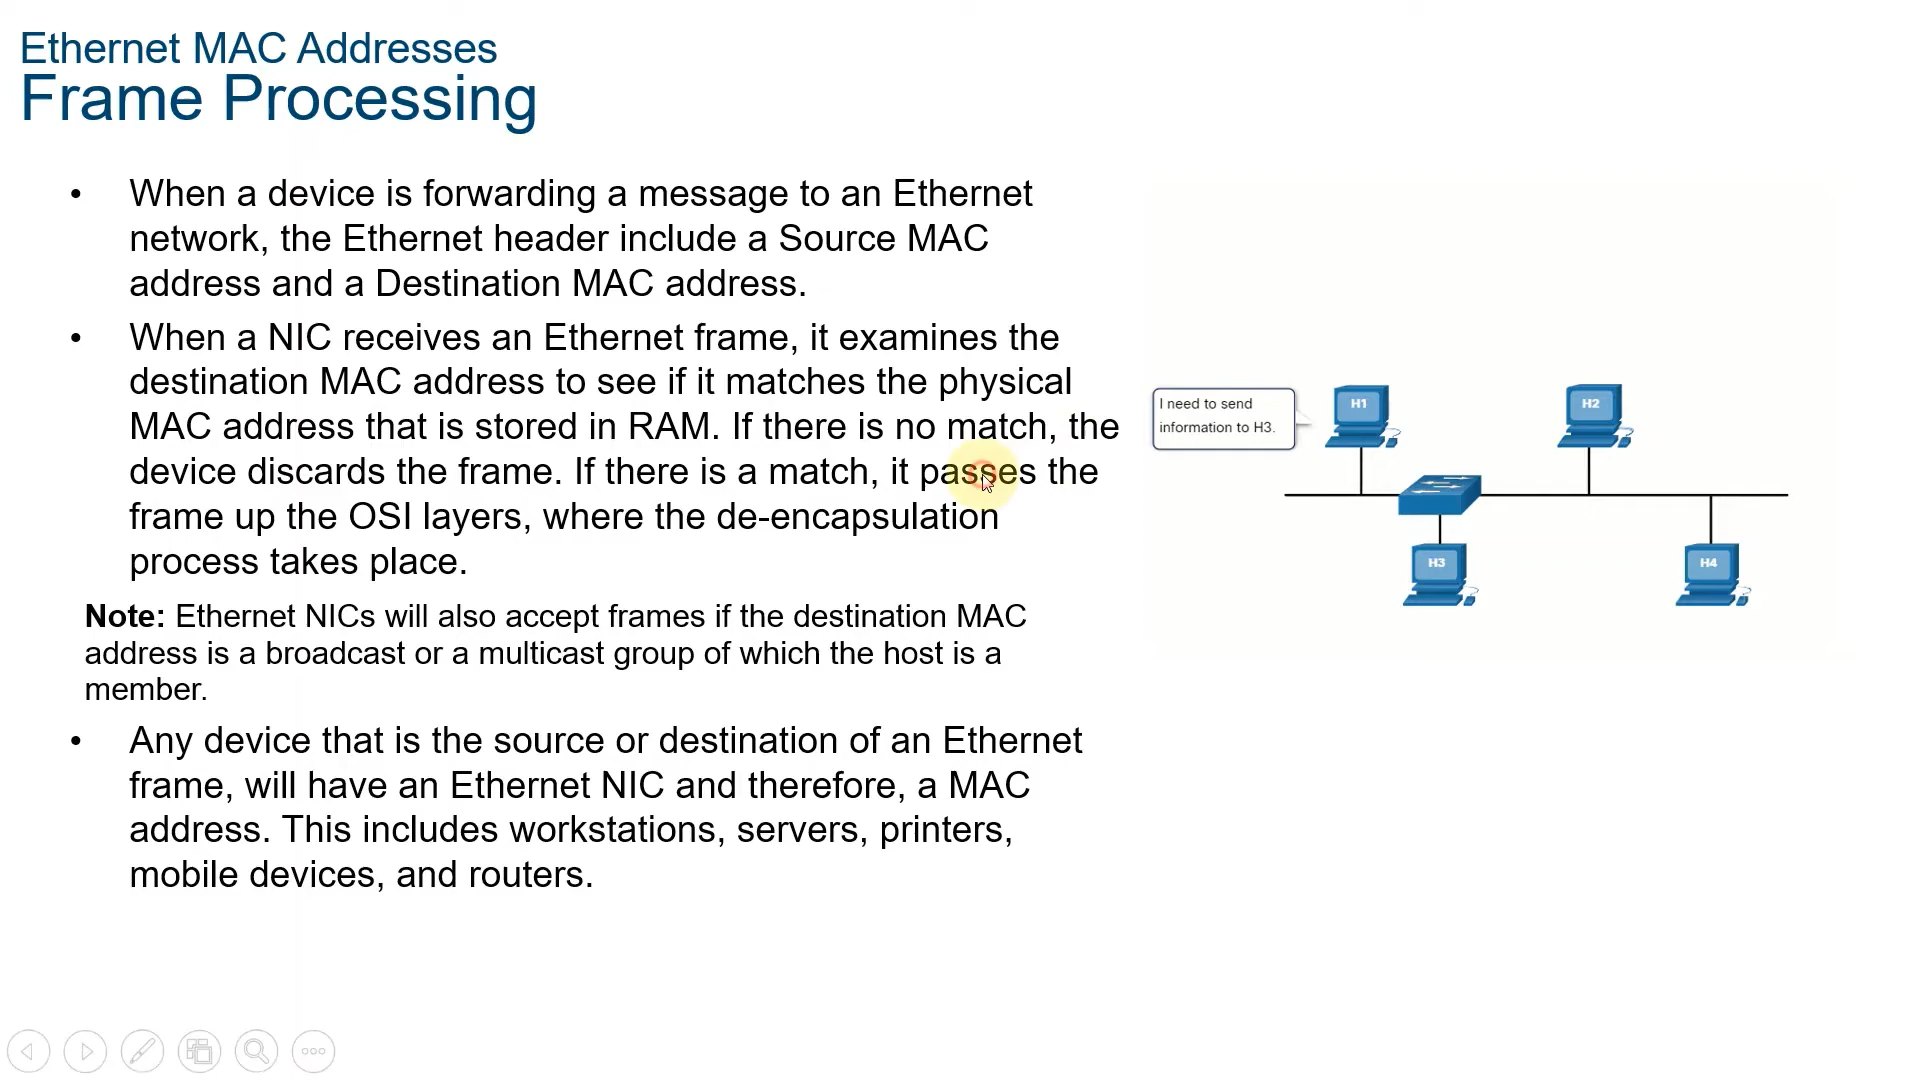 Ethernet MAC Addresses
Frame Processing
• When a device is forwarding a message to an Ethernet
network, the Ethernet header include a Source MAC
address and a Destination MAC address.
• When a NIC receives an Ethernet frame, it examines the
destination MAC address to see if it matches the physical
MAC address that is stored in RAM. If there is no match, the
device discards the frame. If there is a match, it passes the
frame up the OSI layers, where the de-encapsulation
process takes place.
Note: Ethernet NICs will also accept frames if the destination MAC
address is a broadcast or a multicast group of which the host is a
member.
• Any device that is the source or destination of an Ethernet
frame, will have an Ethernet NIC and therefore, a MAC
address. This includes workstations, servers, printers,
mobile devices, and routers.
I need to send
information to H3.
H1
H2
H3
H4